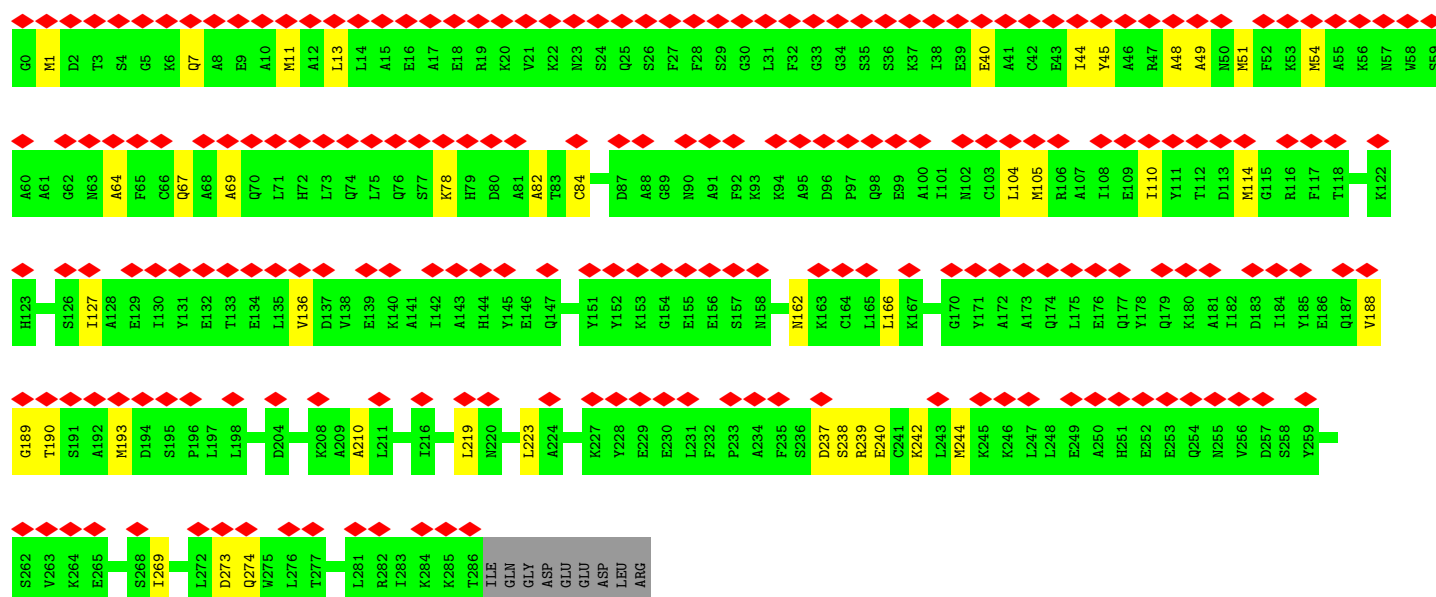 G0 M1 D2 T3 S4 G5 K6 Q7 A8 E9 A10 M11 A12 L13 L14 A15 E16 A17 E18 R19 K20 V21 K22 N23 S24 Q25 S26 F27 F28 S29 G30 L31 F32 G33 G34 S35 S36 K37 I38 E39 E40 A41 C42 E43 I44 Y45 A46 R47 A48 A49 N50 M51 F52 K53 M54 A55 K56 N57 W58 S59
A60 A61 G62 N63 A64 F65 C66 Q67 A68 A69 Q70 L71 H72 L73 Q74 L75 Q76 S77 K78 H79 D80 A81 A82 T83 C84 D87 A88 G89 N90 A91 F92 K93 K94 A95 D96 P97 Q98 E99 A100 I101 N102 C103 L104 M105 R106 A107 I108 E109 I110 Y111 T112 D113 M114 G115 R116 F117 T118 K122
H123 S126 I127 A128 E129 I130 Y131 E132 T133 E134 L135 V136 D137 V138 E139 K140 A141 I142 A143 H144 Y145 E146 Q147 Y151 Y152 K153 G154 E155 E156 S157 N158 N162 K163 C164 L165 L166 K167 G170 Y171 A172 A173 Q174 L175 E176 Q177 Y178 Q179 K180 A181 I182 D183 I184 Y185 E186 Q187 V188
G189 T190 S191 A192 M193 D194 S195 P196 L197 L198 D204 K208 A209 A210 L211 I216 L219 N220 L223 A224 K227 Y228 E229 E230 L231 F232 P233 A234 F235 S236 D237 S238 R239 E240 C241 K242 L243 M244 K245 K246 L247 L248 E249 A250 H251 E252 E253 Q254 N255 V256 D257 S258 Y259
S262 V263 K264 E265 S268 I269 L272 D273 Q274 W275 L276 T277 L281 R282 I283 K284 K285 T286 ILE GLN GLY ASP GLU GLU ASP LEU ARG